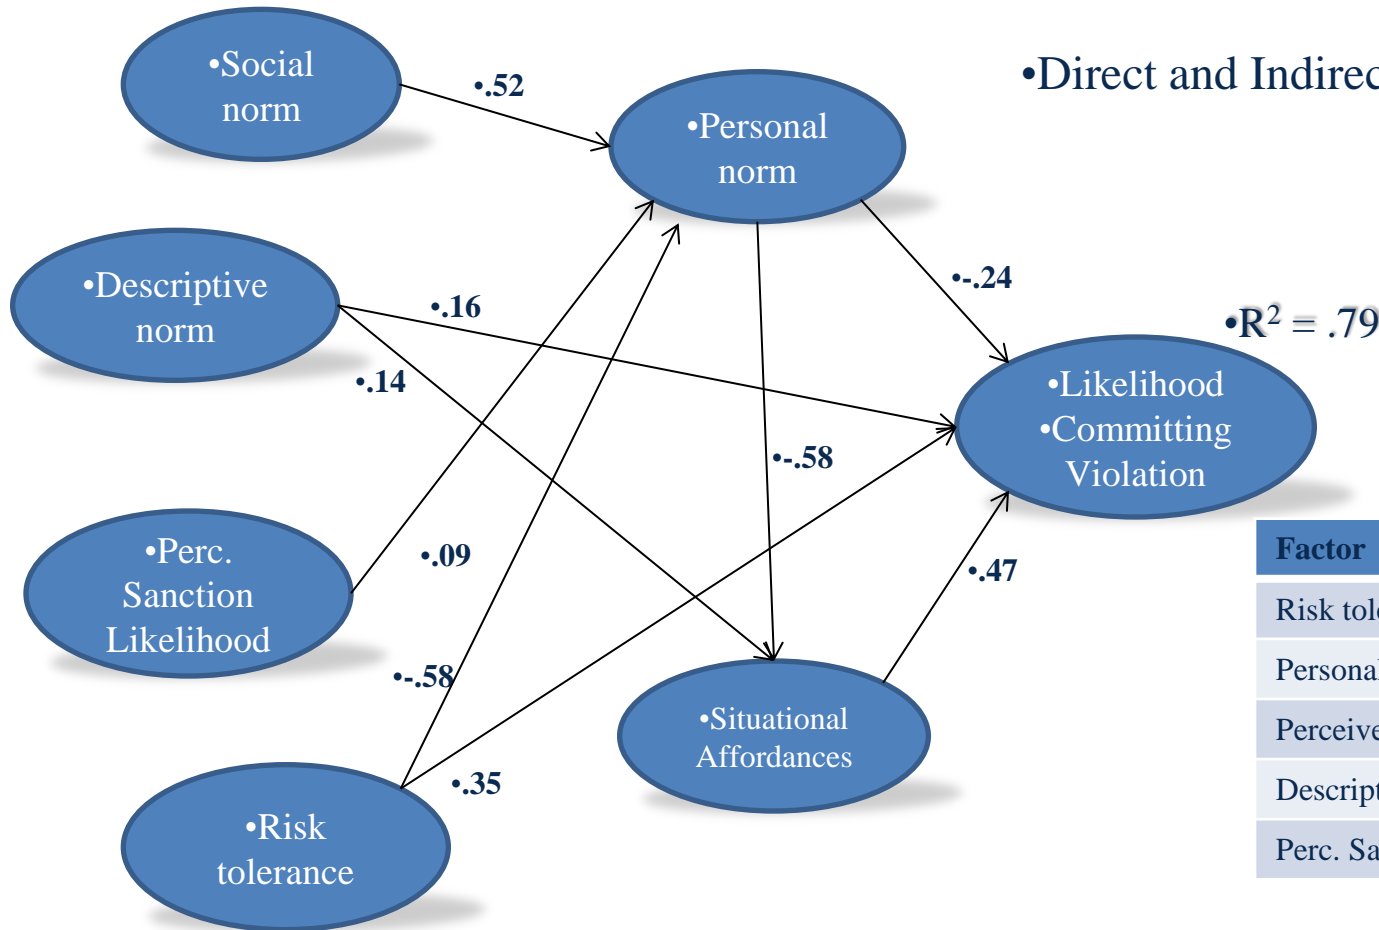 •Social
norm
•.52
•Personal
norm
•Direct and Indirec
•Descriptive
norm
•.16
•-.24
•R² = .79
•.14
•Likelihood
•Committing
Violation
•-.58
•Perc.
Sanction
Likelihood
•.09
•.47
Factor
Risk tole
Personal
Perceive
Descript
Perc. Sa
•-.58
•Situational
Affordances
•.35
•Risk
tolerance